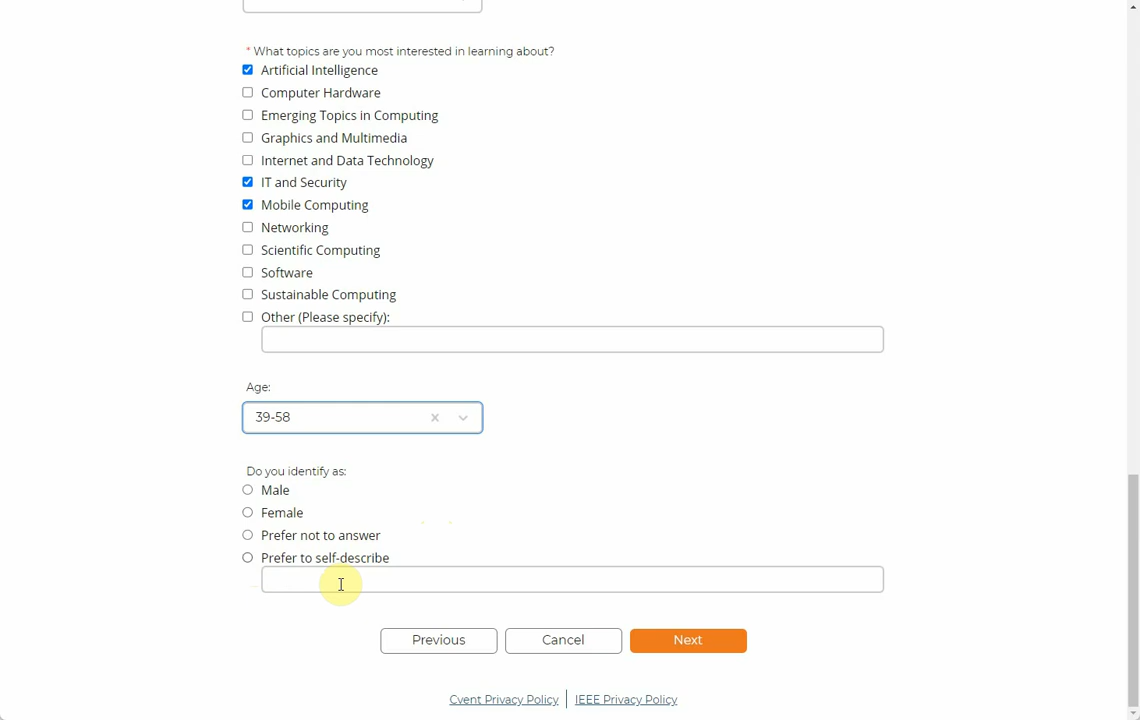 * What topics are you most interested in learning about?
Artificial Intelligence
Computer Hardware
Emerging Topics in Computing
Graphics and Multimedia
Internet and Data Technology
IT and Security
Mobile Computing
Networking
Scientific Computing
Software
Sustainable Computing
Other (Please specify):
Age:
39-58
Do you identify as:
Male
Female
Prefer not to answer
Prefer to self-describe
Previous Cancel Next
Cvent Privacy Policy IEEE Privacy Policy